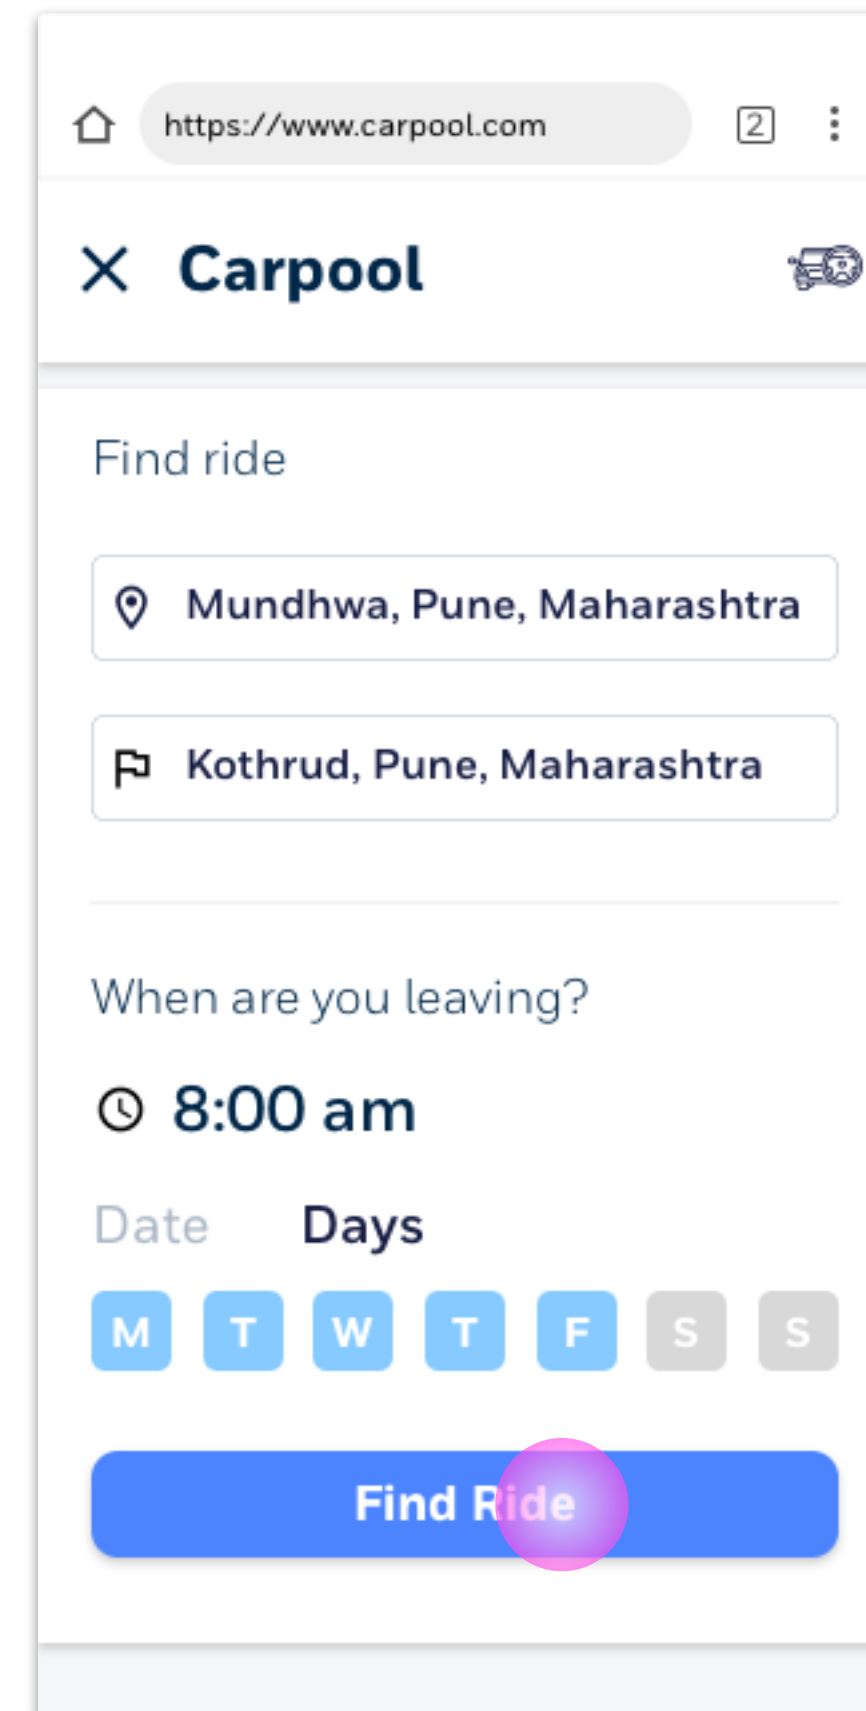 https://www.carpool.com 2
Carpool
Find ride
Mundhwa, Pune, Maharashtra
Kothrud, Pune, Maharashtra
When are you leaving?
8:00 am
Date Days
M T W T F S S
Find Ride